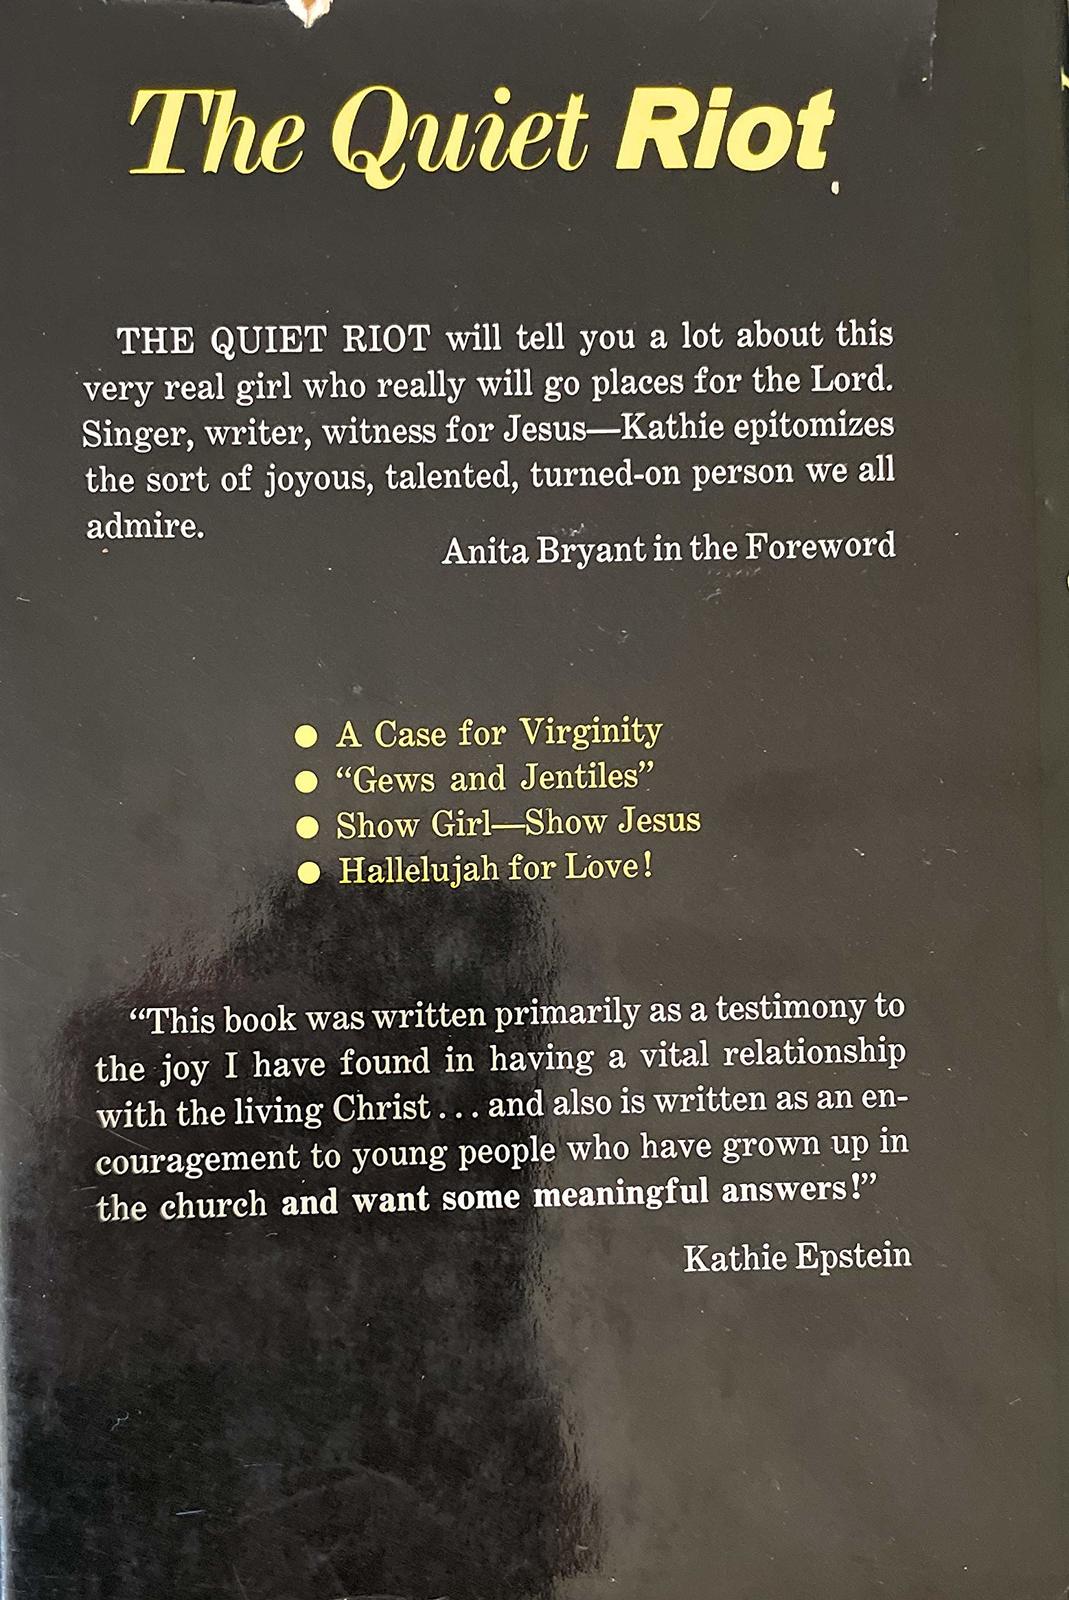 The Quiet Riot
THE QUIET RIOT will tell you a lot about this
very real girl who really will go places for the Lord.
Singer, writer, witness for Jesus—Kathie epitomizes
the sort of joyous, talented, turned-on person we all
admire.
Anita Bryant in the Foreword
● A Case for Virginity
● “Gews and Jentiles”
● Show Girl—Show Jesus
● Hallelujah for Love!
“This book was written primarily as a testimony to
the joy I have found in having a vital relationship
with the living Christ . . . and also is written as an en-
couragement to young people who have grown up in
the church and want some meaningful answers!”
Kathie Epstein